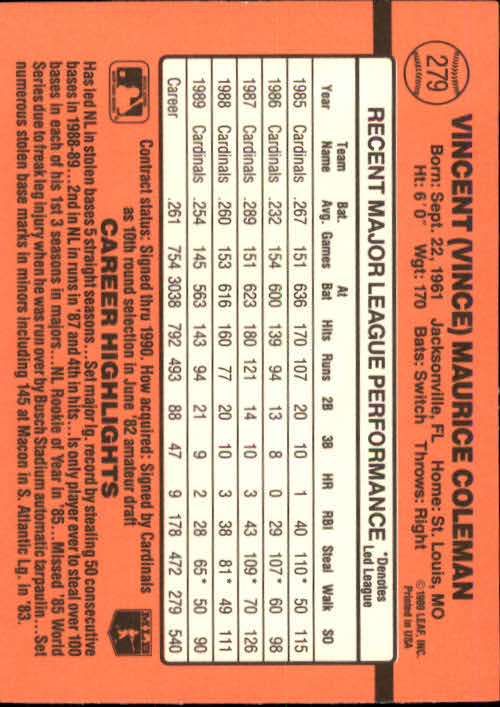 279
VINCENT (VINCE) MAURICE COLEMAN
Born: Sept. 22, 1961 Jacksonville, FL Home: St. Louis, MO
Ht: 6' 0" Wgt: 170 Bats: Switch Throws: Right
©1989 LEAF, INC.
Printed in USA
RECENT MAJOR LEAGUE PERFORMANCE *Denotes Led League
Year Team Name Bat. Avg. Games At Bat Hits Runs 2B 3B HR RBI Steal Walk SO
1985 Cardinals .267 151 636 170 107 20 10 1 40 110* 50 115
1986 Cardinals .232 154 600 139 94 13 8 0 29 107* 60 98
1987 Cardinals .289 151 623 180 121 14 10 3 43 109* 70 126
1988 Cardinals .260 153 616 160 77 20 10 3 38 81* 49 111
1989 Cardinals .254 145 563 143 94 21 9 2 28 65* 50 90
Career .261 754 3038 792 493 88 47 9 178 472 279 540
Contract status: Signed thru 1990. How acquired: Signed by Cardinals
as 10th round selection in June '82 amateur draft
CAREER HIGHLIGHTS
MLB
Has led NL in stolen bases 5 straight seasons...Set major lg. record by stealing 50 consecutive
bases in 1988-89...2nd in NL in runs in '87 and 4th in hits...Is only player ever to steal over 100
bases in each of his 1st 3 seasons in majors...NL Rookie of Year in '85...Missed '85 World
Series due to freak leg injury when he was run over by Busch Stadium automatic tarpaulin...Set
numerous stolen base marks in minors including 145 at Macon in S. Atlantic Lg. in '83.